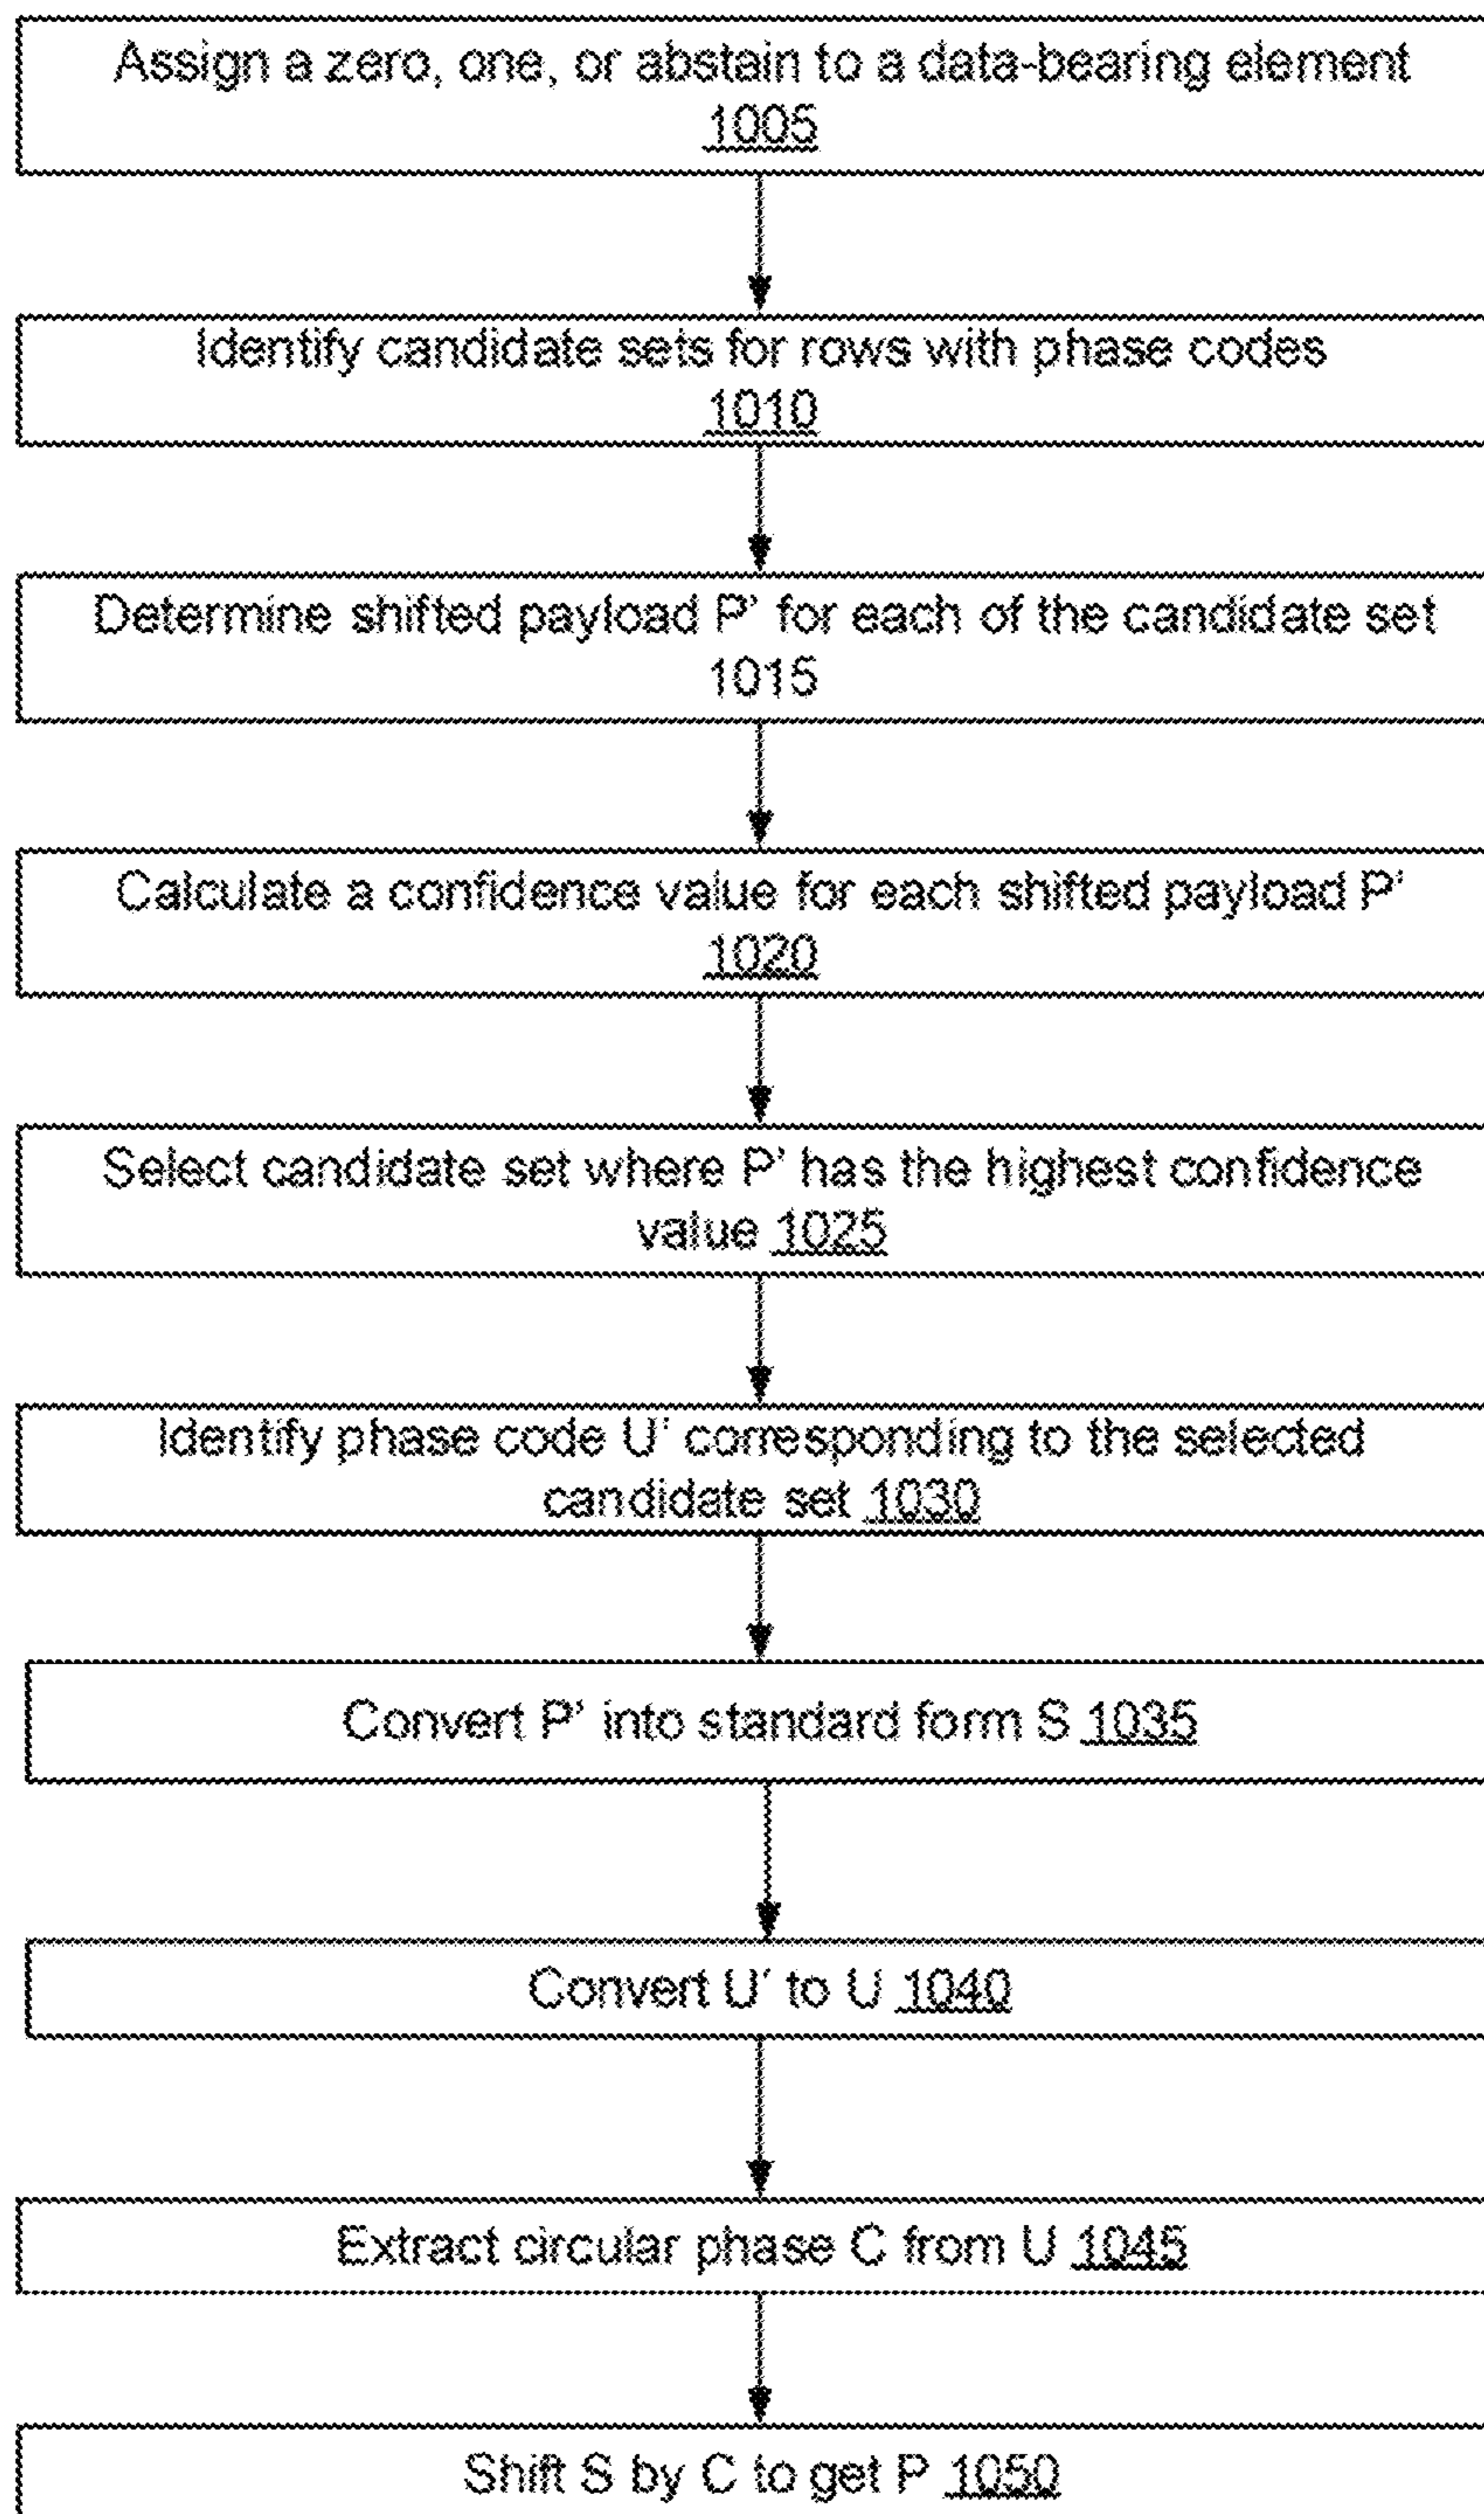 Assign a zero, one, or abstain to a data-bearing element
1005
Identify candidate sets for rows with phase codes
1010
Determine shifted payload P' for each of the candidate set
1015
Calculate a confidence value for each shifted payload P'
1020
Select candidate set where P' has the highest confidence
value 1025
Identify phase code U' corresponding to the selected
candidate set 1030
Convert P' into standard form S 1035
Convert U' to U 1040
Extract circular phase C from U 1045
Shift S by C to get P 1050